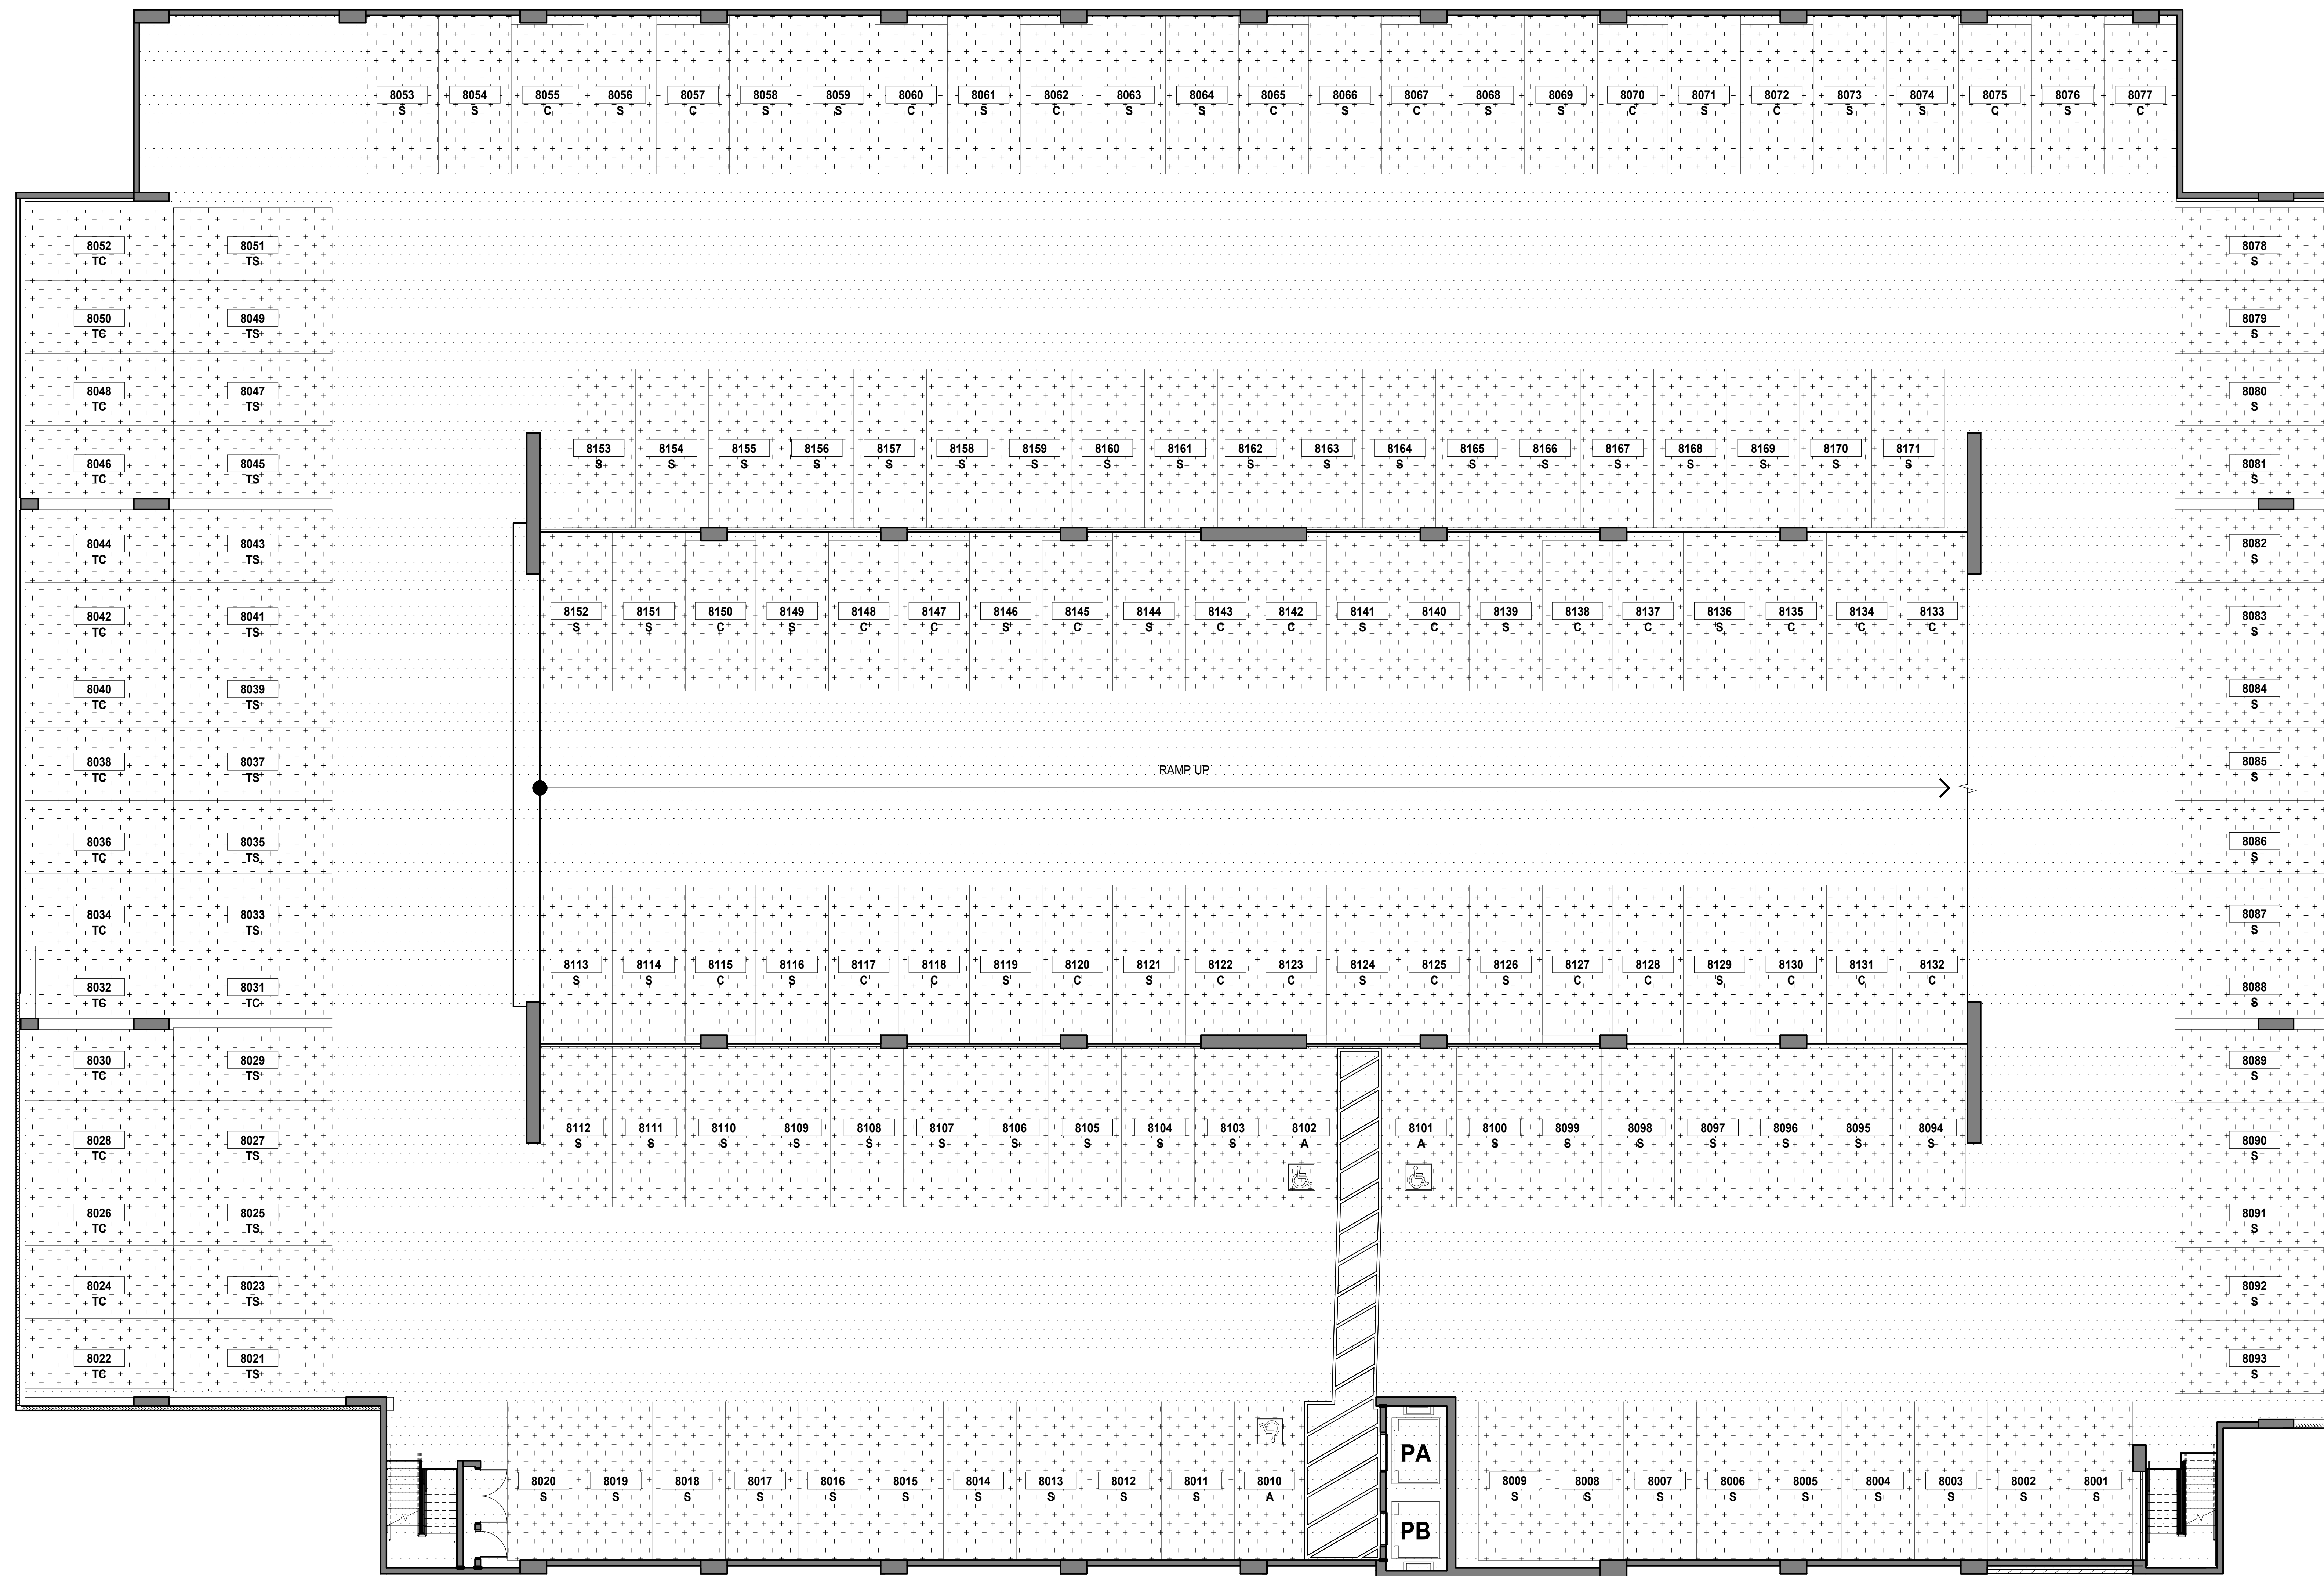 8053 8054 8055 8056 8057 8058 8059 8060 8061 8062 8063 8064 8065 8066 8067 8068 8069 8070 8071 8072 8073 8074 8075 8076 8077
S S C S C S S C S C S S C S C S S C S C S S C S C
8052 8051 8078
TC TS S
8050 8049 8079
TC TS S
8048 8047 8080
TC TS S
8153 8154 8155 8156 8157 8158 8159 8160 8161 8162 8163 8164 8165 8166 8167 8168 8169 8170 8171
S S S S S S S S S S S S S S S S S S S
8046 8045 8081
TC TS S
8044 8043 8082
TC TS S
8152 8151 8150 8149 8148 8147 8146 8145 8144 8143 8142 8141 8140 8139 8138 8137 8136 8135 8134 8133
S S C S C C S C S C C S C S C C S C C C
8042 8041 8083
TC TS S
8040 8039 8084
TC TS S
8038 8037 8085
TC TS S
RAMP UP
8036 8035 8086
TC TS S
8034 8033 8087
TC TS S
8113 8114 8115 8116 8117 8118 8119 8120 8121 8122 8123 8124 8125 8126 8127 8128 8129 8130 8131 8132
S S C S C C S C S C C S C S C C S C C C
8032 8031 8088
TC TC S
8030 8029 8089
TC TS S
8112 8111 8110 8109 8108 8107 8106 8105 8104 8103 8102 8101 8100 8099 8098 8097 8096 8095 8094
S S S S S S S S S S A A S S S S S S S
8028 8027 8090
TC TS S
8026 8025 8091
TC TS S
8024 8023 8092
TC TS S
8022 8021 8093
TC TS S
PA
8020 8019 8018 8017 8016 8015 8014 8013 8012 8011 8010 8009 8008 8007 8006 8005 8004 8003 8002 8001
S S S S S S S S S S A S S S S S S S S S
PB